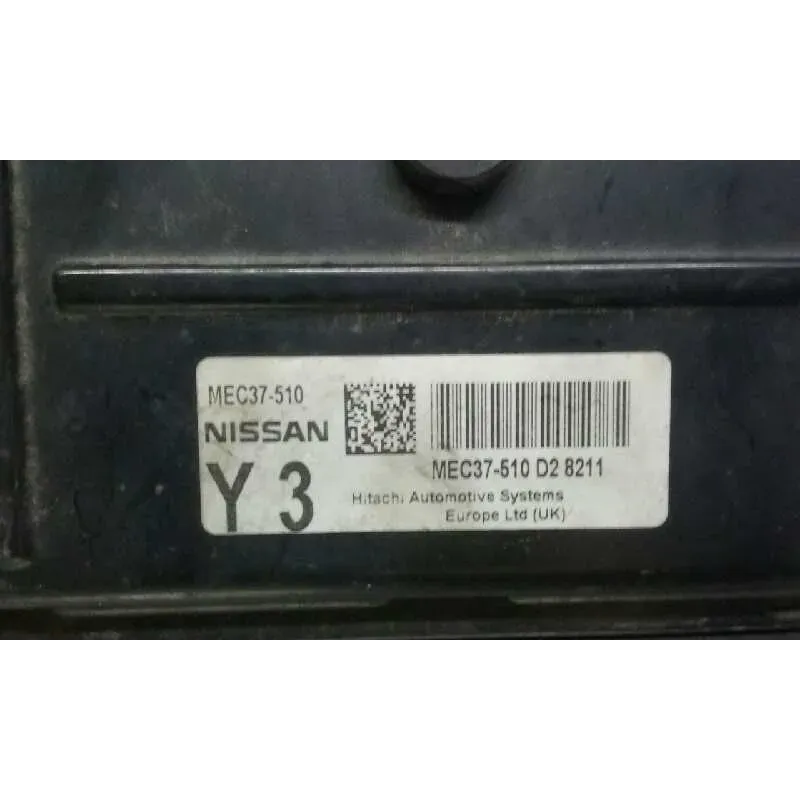 MEC37-510
NISSAN
Y 3
MEC37-510 D2 8211
Hitachi Automotive Systems
Europe Ltd (UK)